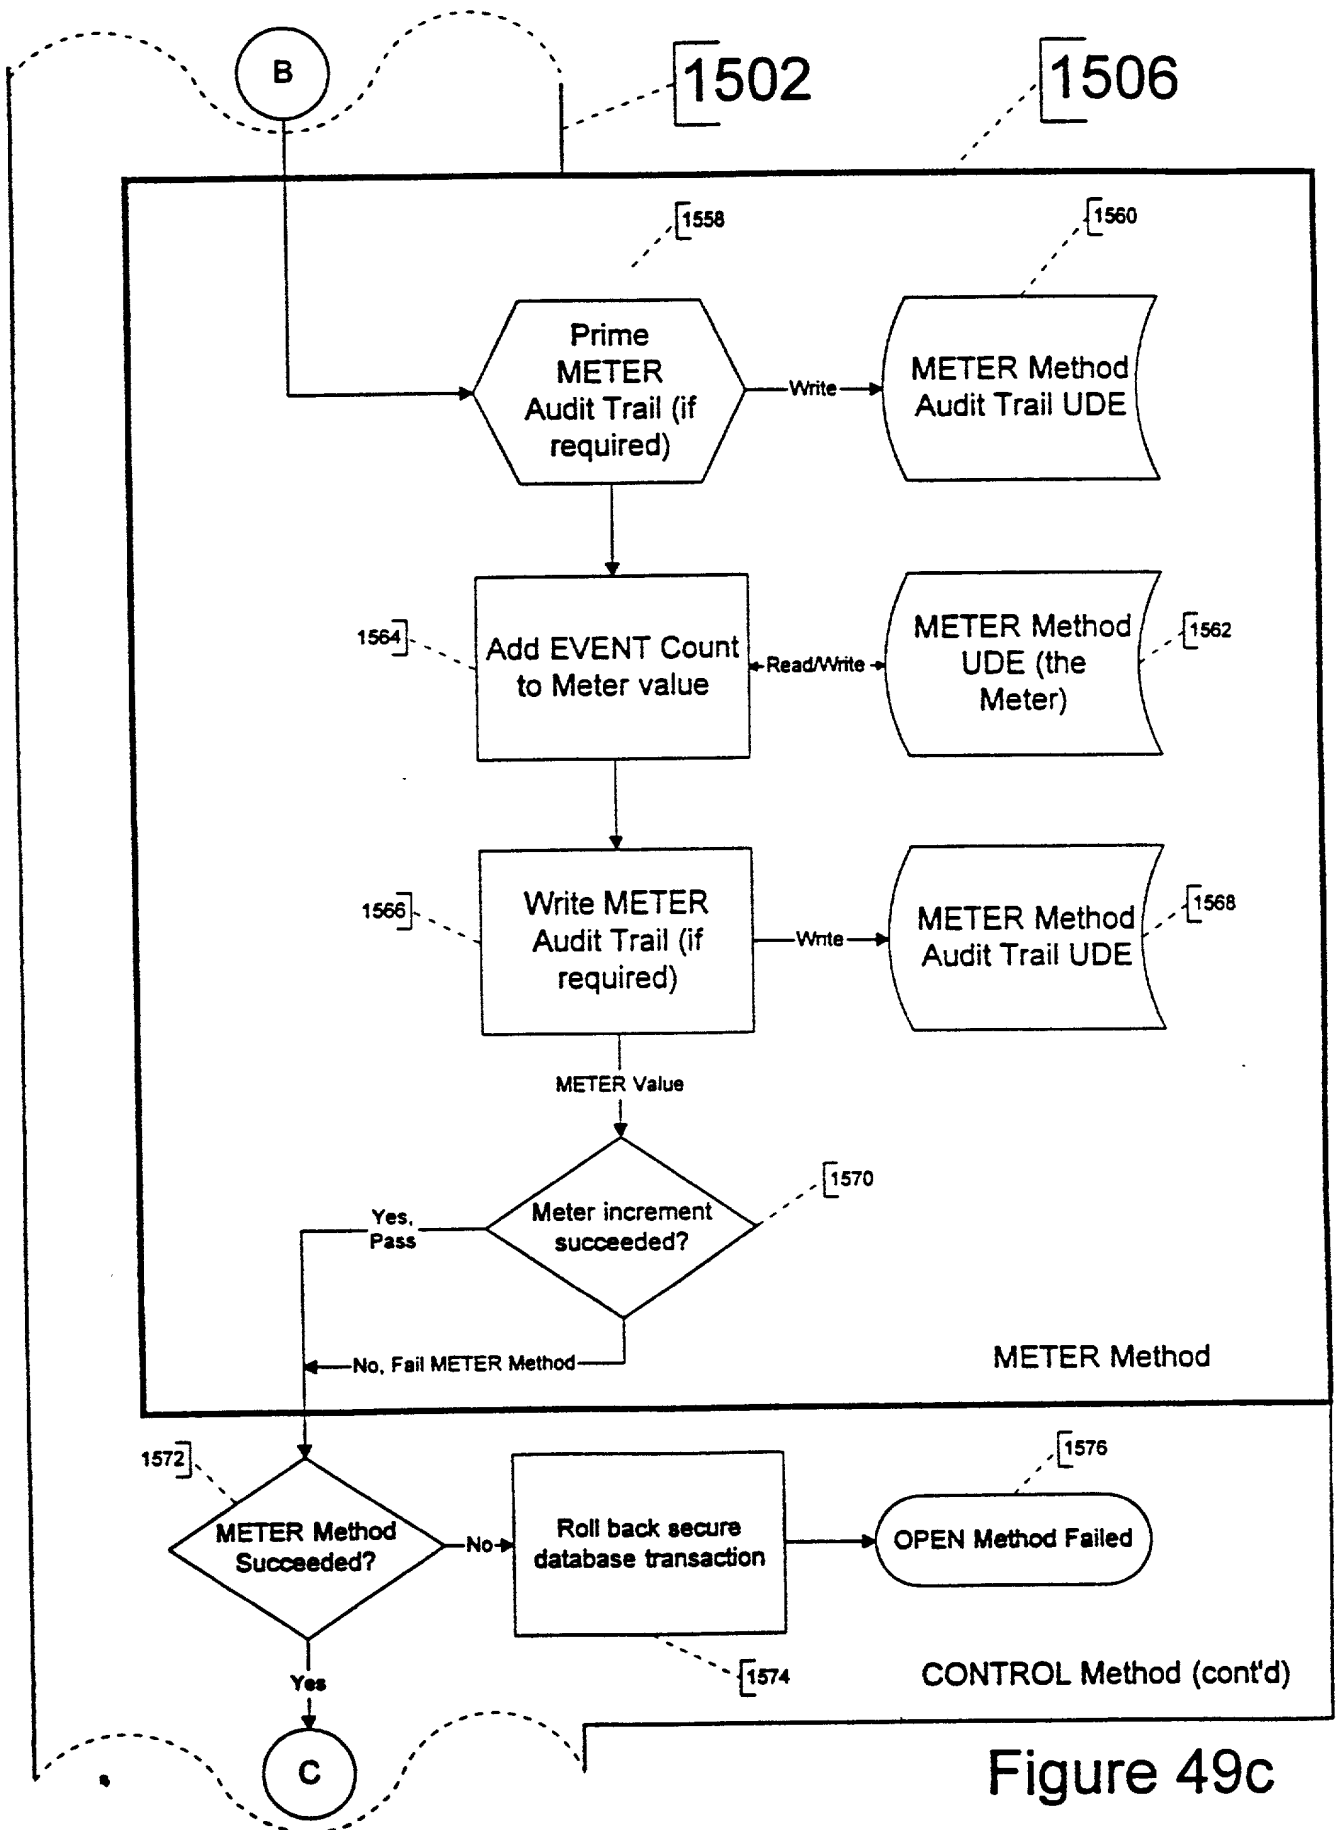 B
1502
1506
1558
1560
Prime
METER
Audit Trail (if
required)
Write
METER Method
Audit Trail UDE
1564
Add EVENT Count
to Meter value
Read/Write
METER Method
UDE (the
Meter)
1562
1566
Write METER
Audit Trail (if
required)
Write
METER Method
Audit Trail UDE
1568
METER Value
Meter increment
succeeded?
1570
Yes,
Pass
No, Fail METER Method
METER Method
1572
METER Method
Succeeded?
No
Roll back secure
database transaction
1576
OPEN Method Failed
1574
Yes
CONTROL Method (cont'd)
C
Figure 49c